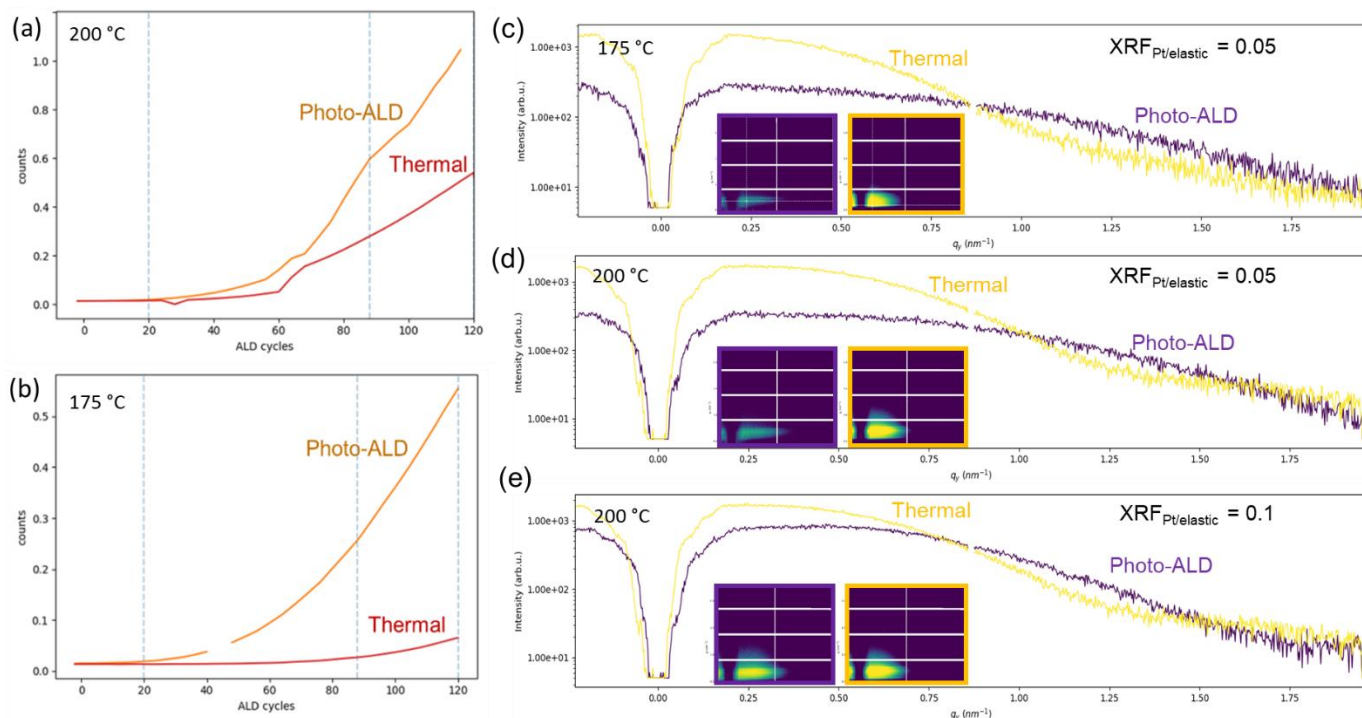 (a)
200 °C
1.0
0.8
0.6
0.4
0.2
0.0
counts
Photo-ALD
Thermal
0 20 40 60 80 100 120
ALD cycles
(b)
175 °C
0.5
0.4
0.3
0.2
0.1
0.0
counts
Photo-ALD
Thermal
0 20 40 60 80 100 120
ALD cycles
(c)
175 °C
Thermal
XRF Pt/elastic = 0.05
Photo-ALD
1.00e+03
1.00e+02
1.00e+01
Intensity (arb.u.)
0.00 0.25 0.50 0.75 1.00 1.25 1.50 1.75
qy (nm⁻¹)
(d)
200 °C
Thermal
XRF Pt/elastic = 0.05
Photo-ALD
1.00e+03
1.00e+02
1.00e+01
Intensity (arb.u.)
0.00 0.25 0.50 0.75 1.00 1.25 1.50 1.75
qy (nm⁻¹)
(e)
200 °C
Thermal
XRF Pt/elastic = 0.1
Photo-ALD
1.00e+03
1.00e+02
1.00e+01
Intensity (arb.u.)
0.00 0.25 0.50 0.75 1.00 1.25 1.50 1.75
qy (nm⁻¹)